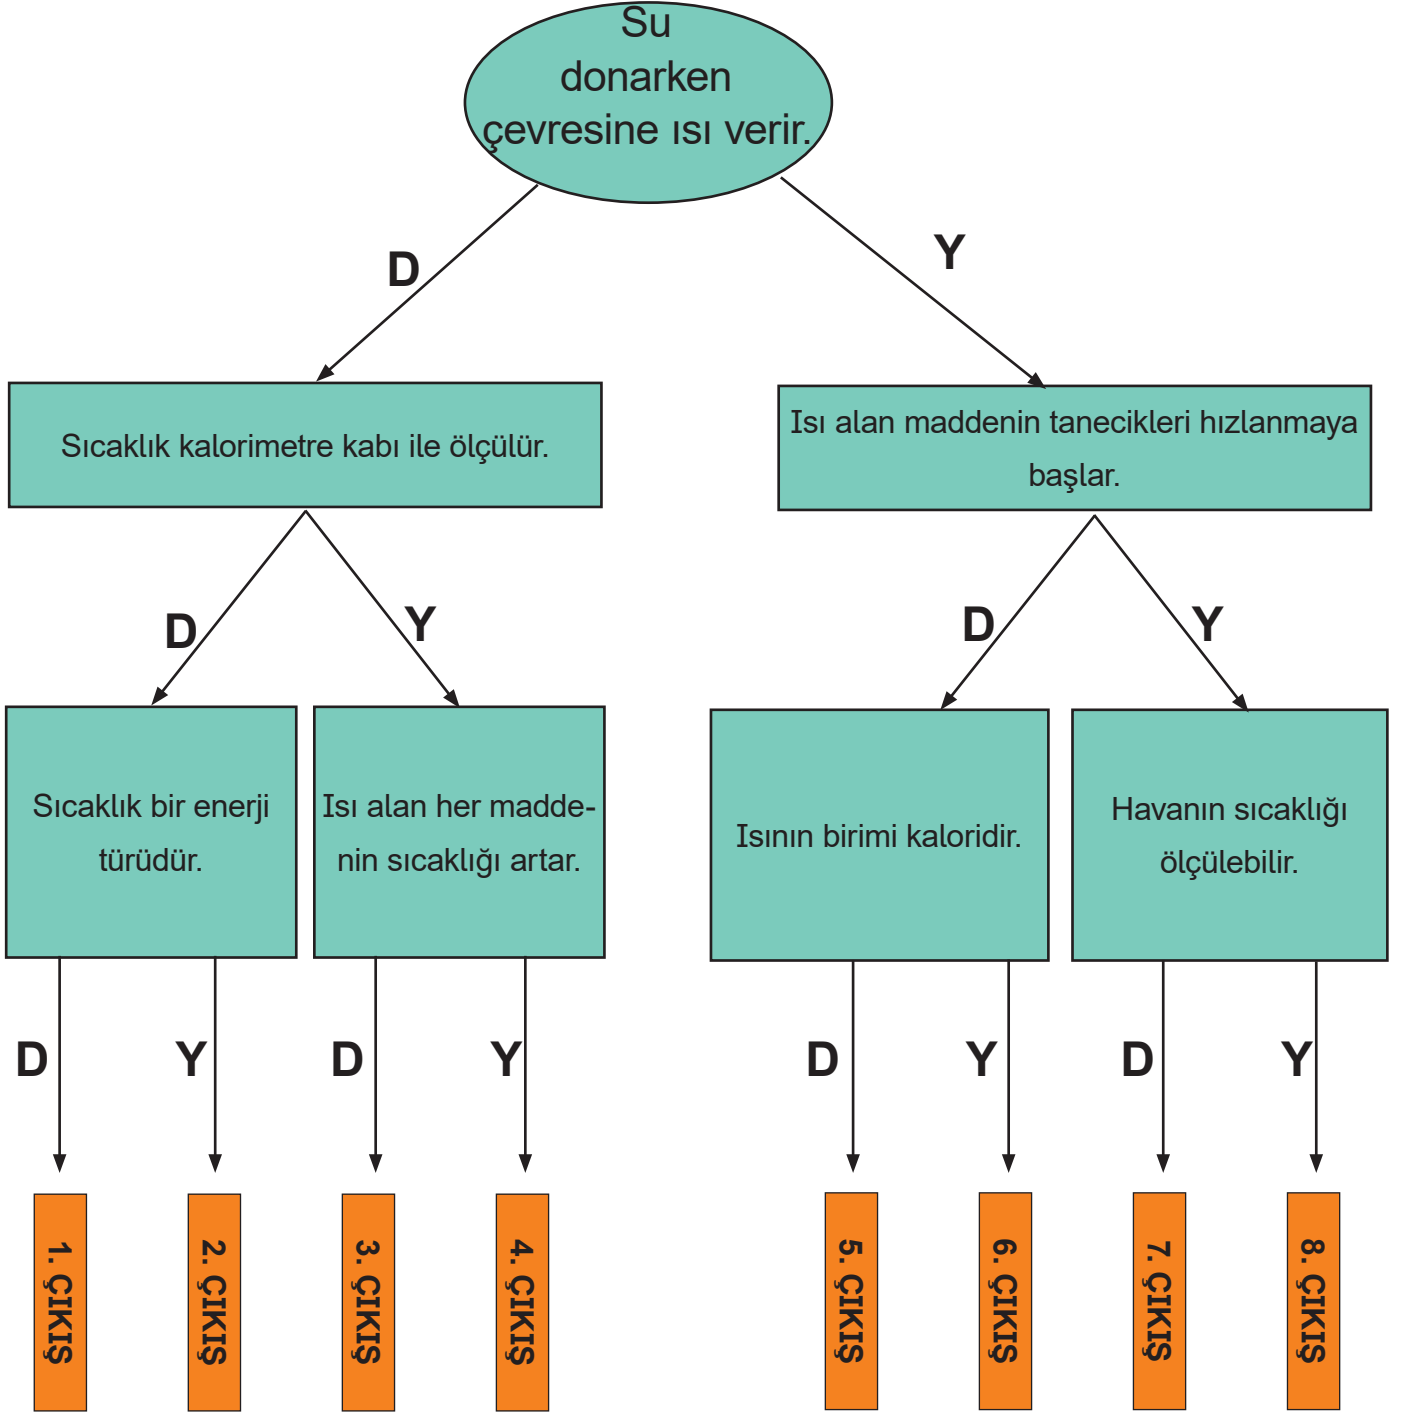 Su
donarken
çevresine ısı verir.
D
Y
Sıcaklık kalorimetre kabı ile ölçülür.
Isı alan maddenin tanecikleri hızlanmaya
başlar.
D
Y
D
Y
Sıcaklık bir enerji
türüdür.
Isı alan her madde-
nin sıcaklığı artar.
Isının birimi kaloridir.
Havanın sıcaklığı
ölçülebilir.
D
Y
D
Y
D
Y
D
Y
1. ÇIKIŞ
2. ÇIKIŞ
3. ÇIKIŞ
4. ÇIKIŞ
5. ÇIKIŞ
6. ÇIKIŞ
7. ÇIKIŞ
8. ÇIKIŞ